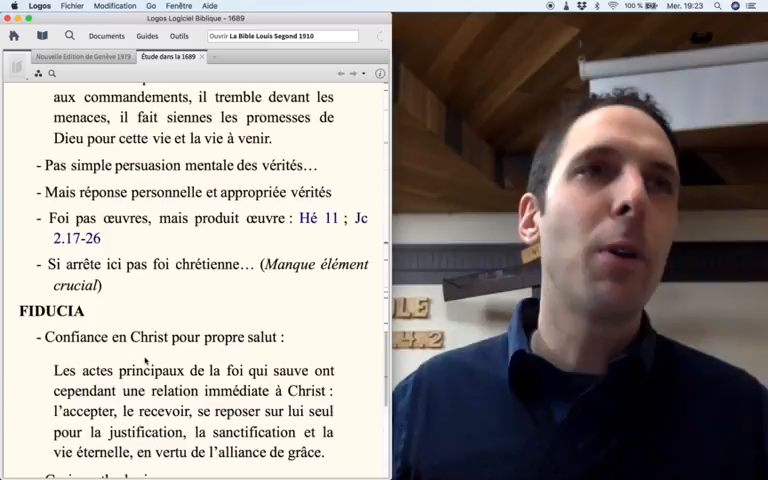 Logos Fichier Modification Go Fenêtre Aide 100 % Mer. 19:23
Logos Logiciel Biblique - 1689
Documents Guides Outils Ouvrir La Bible Louis Segond 1910
Nouvelle Edition de Genève 1979 Étude dans la 1689
aux commandements, il tremble devant les
menaces, il fait siennes les promesses de
Dieu pour cette vie et la vie à venir.
- Pas simple persuasion mentale des vérités…
- Mais réponse personnelle et appropriée vérités
- Foi pas œuvres, mais produit œuvre : Hé 11 ; Jc
2.17-26
- Si arrête ici pas foi chrétienne… (Manque élément
crucial)
FIDUCIA
- Confiance en Christ pour propre salut :
Les actes principaux de la foi qui sauve ont
cependant une relation immédiate à Christ :
l’accepter, le recevoir, se reposer sur lui seul
pour la justification, la sanctification et la
vie éternelle, en vertu de l’alliance de grâce.